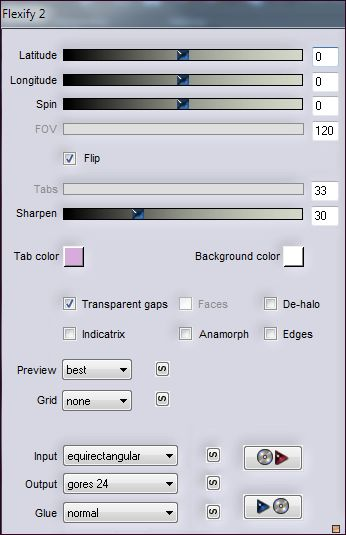 Flexify 2
Latitude 0
Longitude 0
Spin 0
FOV 120
Flip
Tabs 33
Sharpen 30
Tab color Background color
Transparent gaps Faces De-halo
Indicatrix Anamorph Edges
Preview best S
Grid none S
Input equirectangular S
Output gores 24 S
Glue normal S